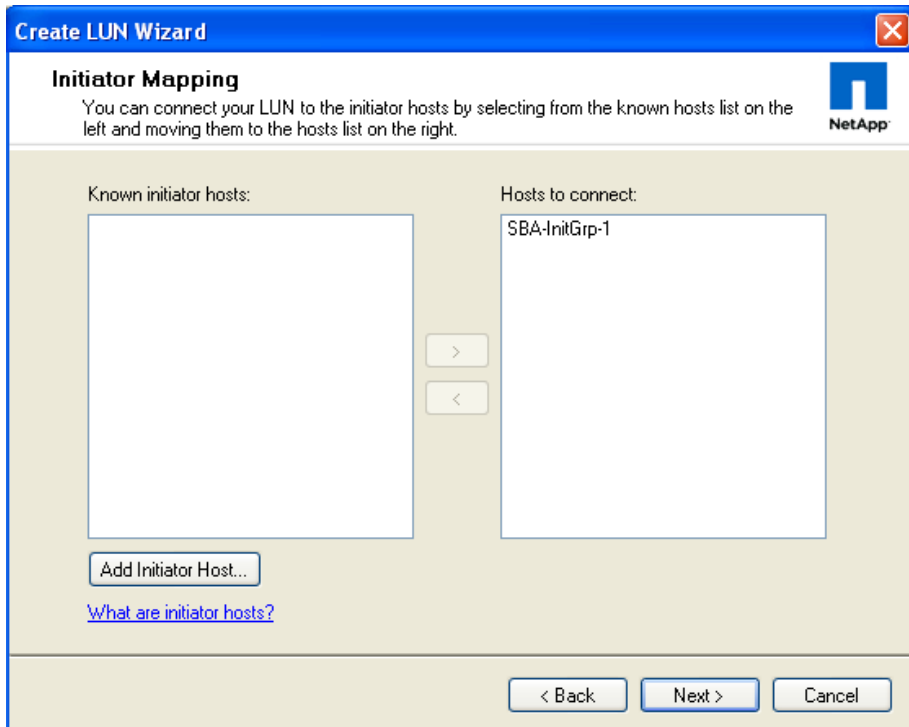 Create LUN Wizard
Initiator Mapping
You can connect your LUN to the initiator hosts by selecting from the known hosts list on the
left and moving them to the hosts list on the right.
NetApp
Known initiator hosts:
Hosts to connect:
SBA-InitGrp-1
>
<
Add Initiator Host...
What are initiator hosts?
< Back
Next >
Cancel